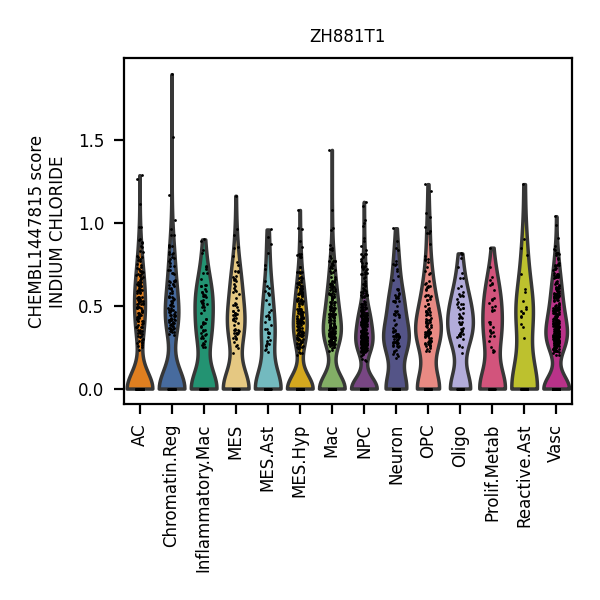 ZH881T1
CHEMBL1447815 score
INDIUM CHLORIDE
1.5
1.0
0.5
0.0
AC
Chromatin.Reg
Inflammatory.Mac
MES
MES.Ast
MES.Hyp
Mac
NPC
Neuron
OPC
Oligo
Prolif.Metab
Reactive.Ast
Vasc